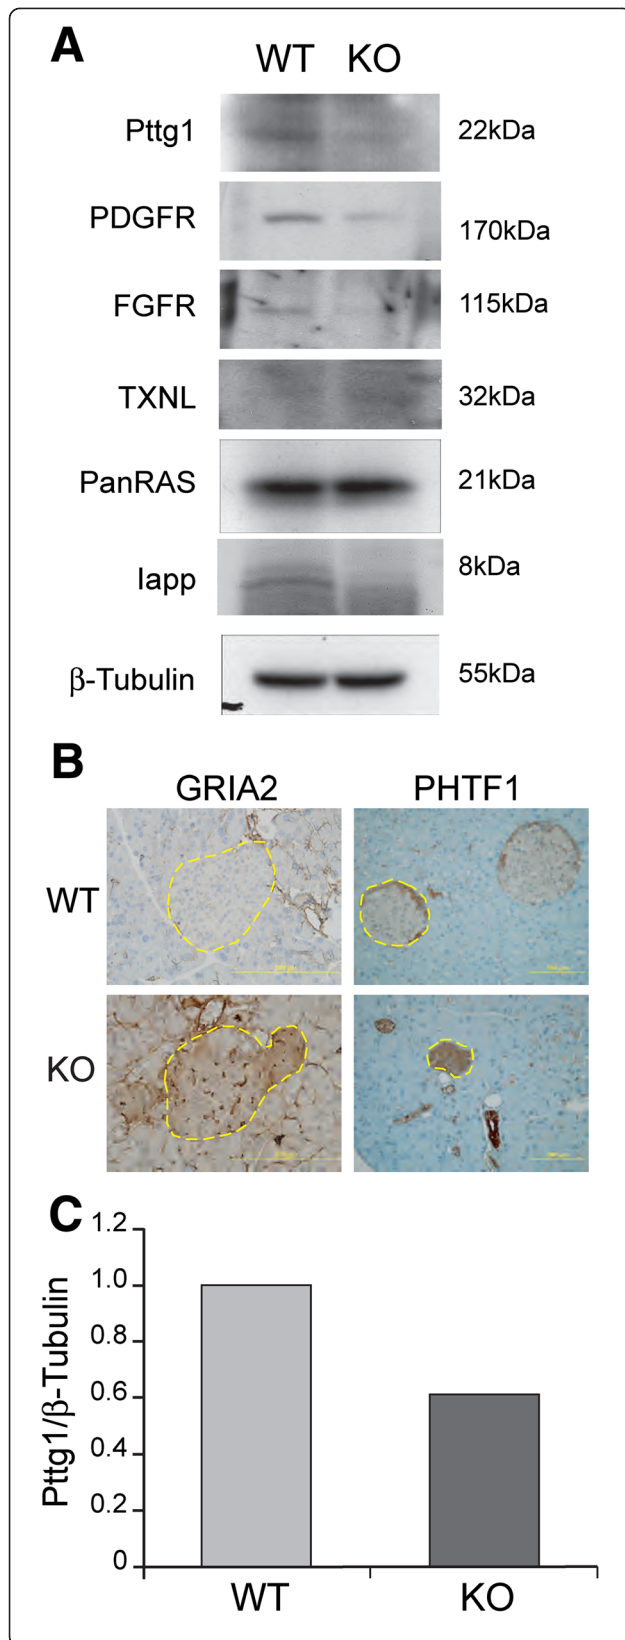 A
WT KO
Pttg1 22kDa
PDGFR 170kDa
FGFR 115kDa
TXNL 32kDa
PanRAS 21kDa
Iapp 8kDa
β-Tubulin 55kDa
B
GRIA2 PHTF1
WT
KO
C
Pttg1/β-Tubulin
1.2
1.0
0.8
0.6
0.4
0.2
0
WT KO